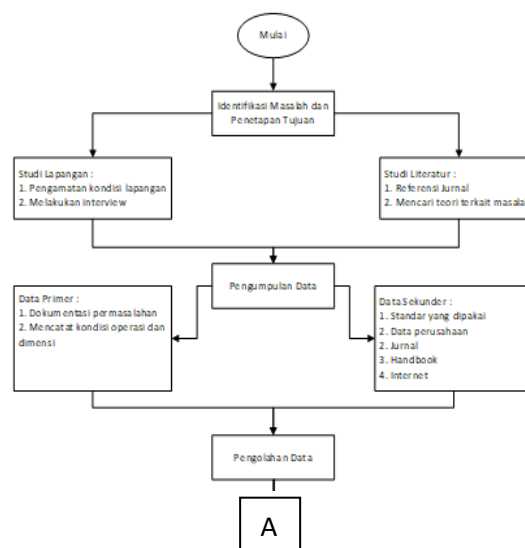 Mulai
Identifikasi Masalah dan
Penetapan Tujuan
Studi Lapangan :
1. Pengamatan kondisi lapangan
2. Melakukan interview
Studi Literatur :
1. Referensi Jurnal
2. Mencari teori terkait masala
Pengumpulan Data
Data Primer :
1. Dokumentasi permasalahan
2. Mencatat kondisi operasi dan
dimensi
Data Sekunder :
1. Standar yang dipakai
2. Data perusahaan
2. Jurnal
3. Handbook
4. Internet
Pengolahan Data
A